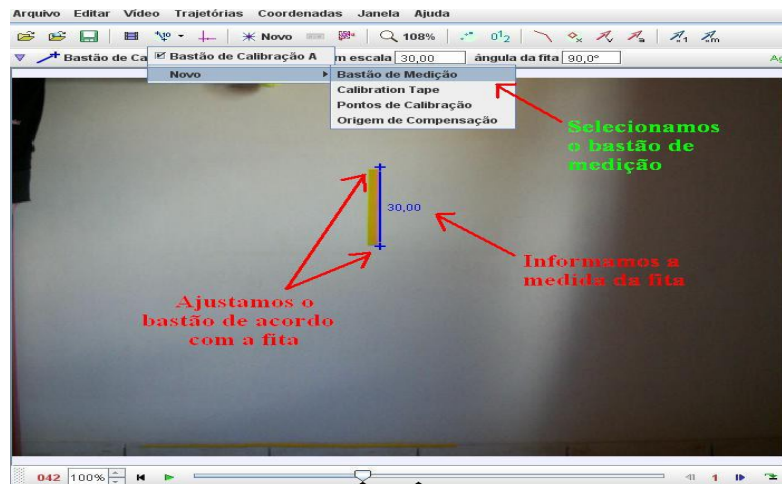 Arquivo Editar Vídeo Trajetórias Coordenadas Janela Ajuda
Novo 108%
Bastão de Ca
Bastão de Calibração A
m escala 30,00 ângula da fita 90,0°
Novo
Bastão de Medição
Calibration Tape
Pontos de Calibração
Origem de Compensação
Selecionamos
o bastão de
medição
30,00
Informamos a
medida da fita
Ajustamos o
bastão de acordo
com a fita
042 100% 1